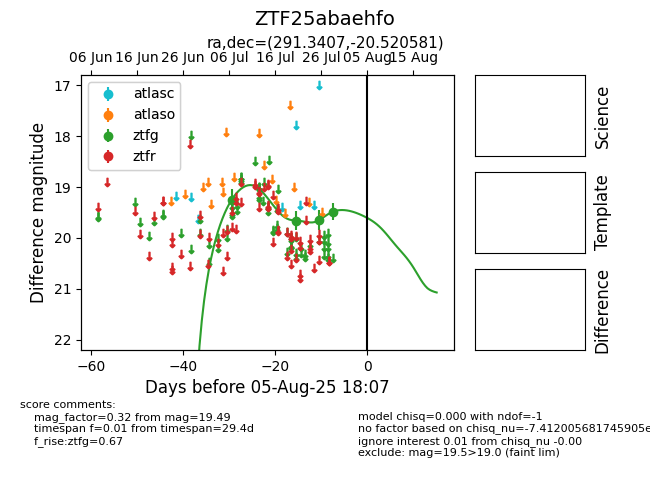 ZTF25abaehfo
ra,dec=(291.3407,-20.520581)
06 Jun 16 Jun 26 Jun 06 Jul 16 Jul 26 Jul 05 Aug 15 Aug
atlasc
atlaso
ztfg
ztfr
17
18
19
20
21
22
Difference magnitude
−60 −40 −20 0
Days before 05-Aug-25 18:07
Science
Template
Difference
score comments:
mag_factor=0.32 from mag=19.49
timespan f=0.01 from timespan=29.4d
f_rise:ztfg=0.67
model chisq=0.000 with ndof=-1
no factor based on chisq_nu=-7.412005681745905e
ignore interest 0.01 from chisq_nu -0.00
exclude: mag=19.5>19.0 (faint lim)